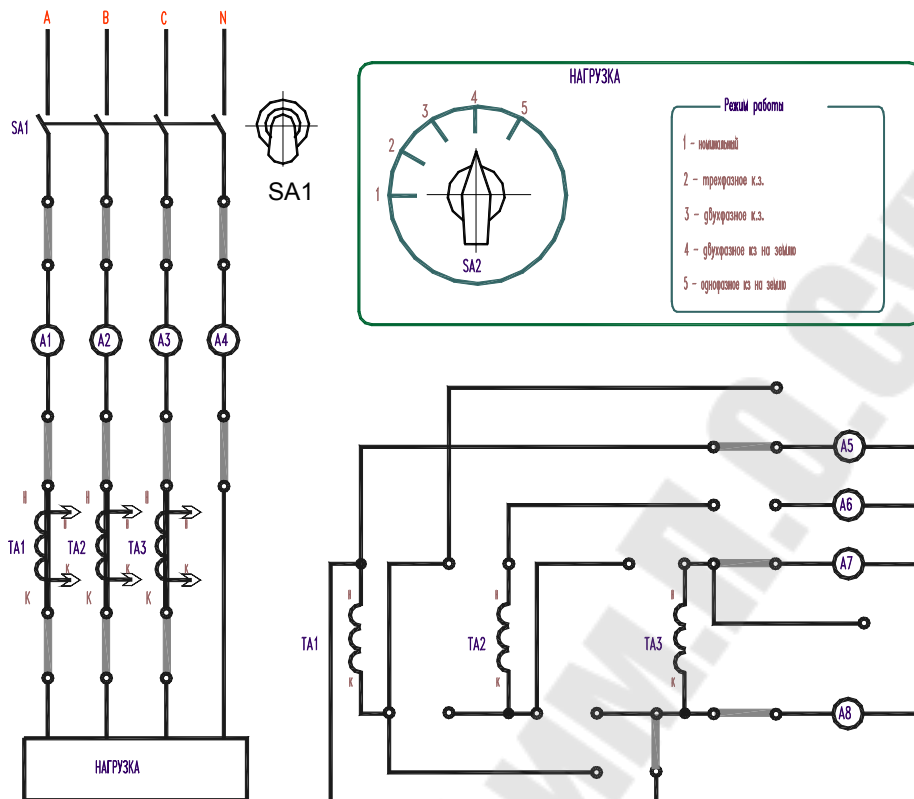 A B C N
SA1
SA1
A1 A2 A3 A4
Н Н Н
TA1 TA2 TA3
Н Н Н
К К К
К К К
НАГРУЗКА
НАГРУЗКА
1
2
3
4
5
SA2
Режим работы
1 - номинальный
2 - трехфазное к.з.
3 - двухфазное к.з.
4 - двухфазное кз на землю
5 - однофазное кз на землю
A5
A6
A7
A8
Н Н Н
TA1 TA2 TA3
К К К